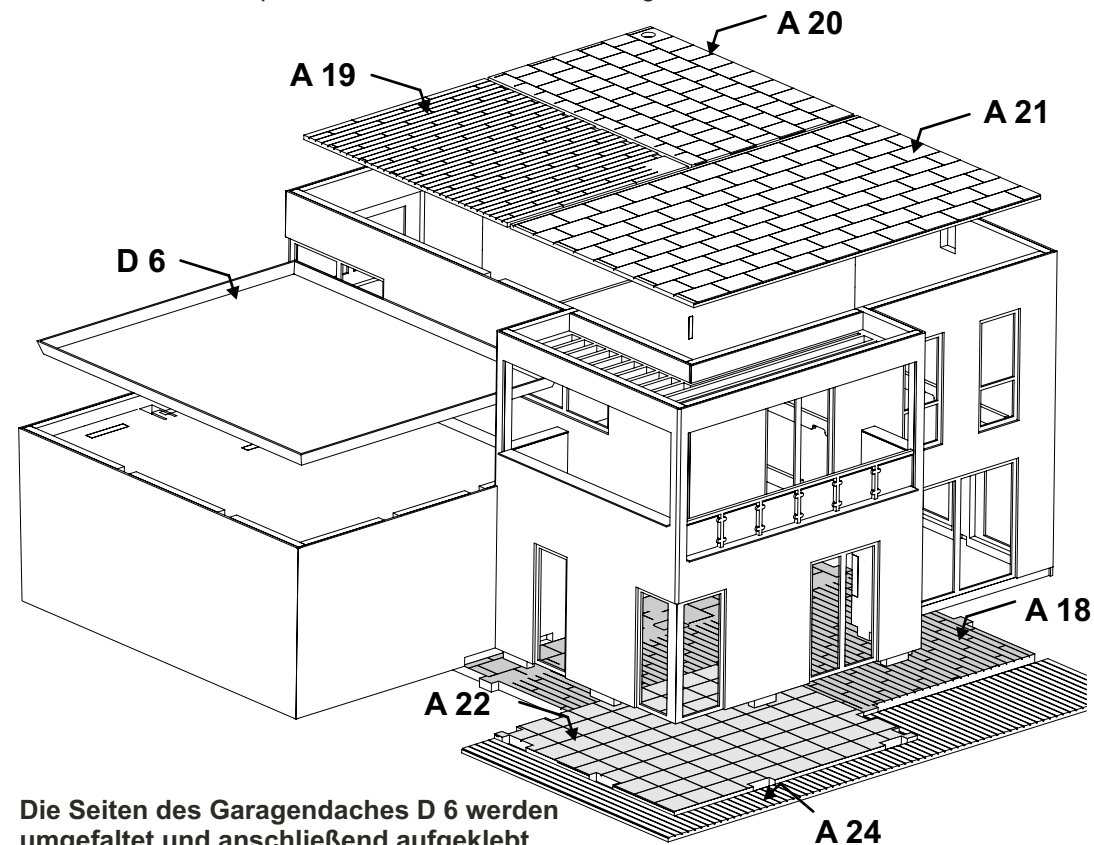 A 20
A 19
A 21
D 6
A 18
A 22
Die Seiten des Garagendaches D 6 werden
umgefaltet und anschließend aufgeklebt
A 24